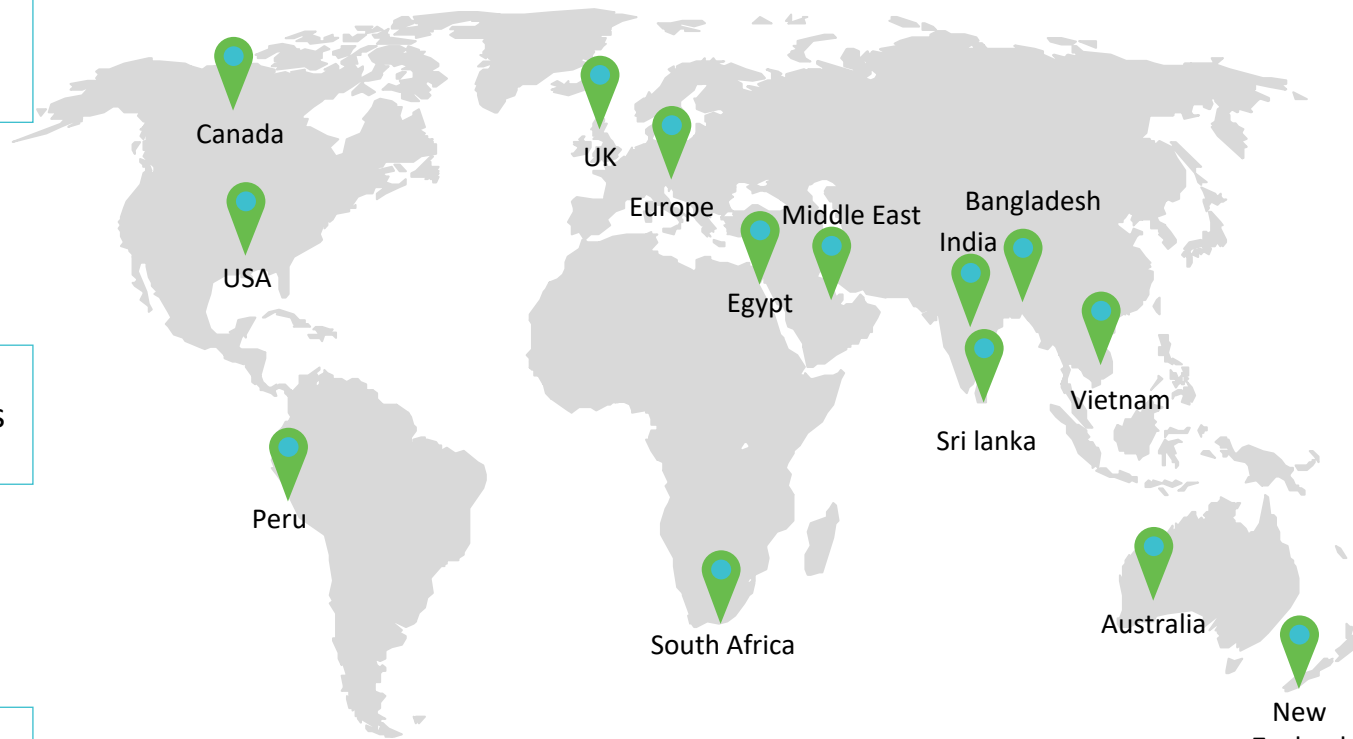 Canada
UK
Bangladesh
Europe
Middle East
India
USA
Egypt
Vietnam
s
Sri lanka
Peru
Australia
South Africa
New